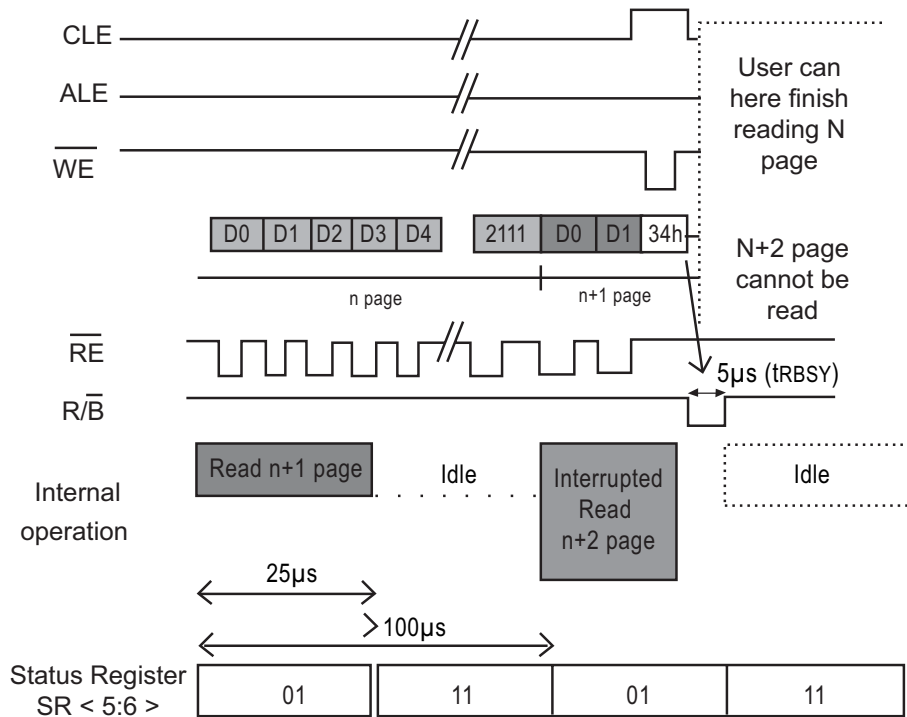 CLE
ALE
WE
User can
here finish
reading N
page
D0 D1 D2 D3 D4 2111 D0 D1 34h
N+2 page
cannot be
read
n page n+1 page
RE
5µs (tRBSY)
R/B
Internal
operation
Read n+1 page
Idle
Interrupted
Read
n+2 page
Idle
25µs
>100µs
Status Register
SR < 5:6 >
01 11 01 11